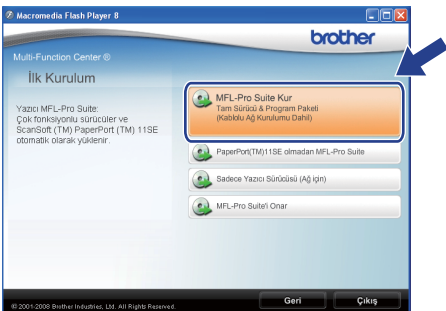 Macromedia Flash Player 8
brother
Multi-Function Center ®
İlk Kurulum
Yazıcı MFL-Pro Suite:
Çok fonksiyonlu sürücüler ve
ScanSoft (TM) PaperPort (TM) 11SE
otomatik olarak yüklenir.
MFL-Pro Suite Kur
Tam Sürücü & Program Paketi
(Kablolu Ağ Kurulumu Dahil)
PaperPort(TM)11SE olmadan MFL-Pro Suite
Sadece Yazıcı Sürücüsü (Ağ için)
MFL-Pro Suite'i Onar
© 2001-2008 Brother Industries, Ltd. All Rights Reserved.
Geri
Çıkış